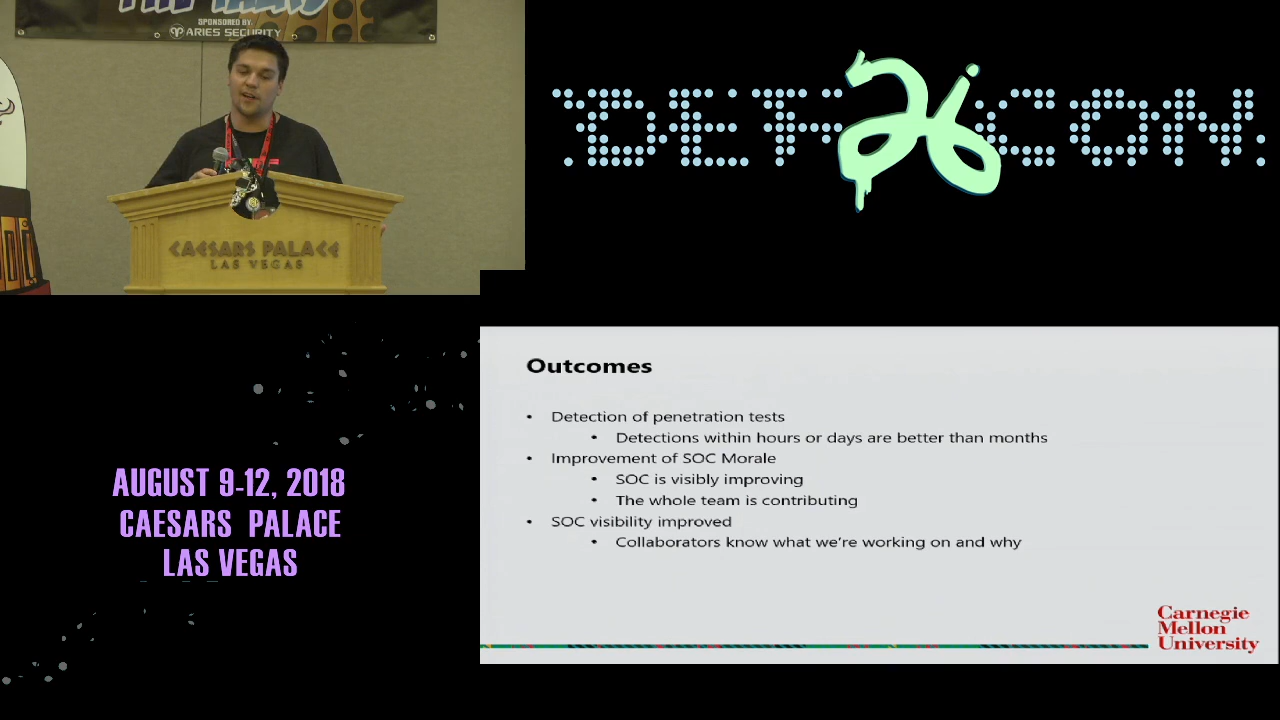 SPONSORED BY:
ARIES SECURITY
CAESARS PALACE
LAS VEGAS
DEF 26 CON
AUGUST 9-12, 2018
CAESARS PALACE
LAS VEGAS
Outcomes
• Detection of penetration tests
• Detections within hours or days are better than months
• Improvement of SOC Morale
• SOC is visibly improving
• The whole team is contributing
• SOC visibility improved
• Collaborators know what we're working on and why
Carnegie
Mellon
University